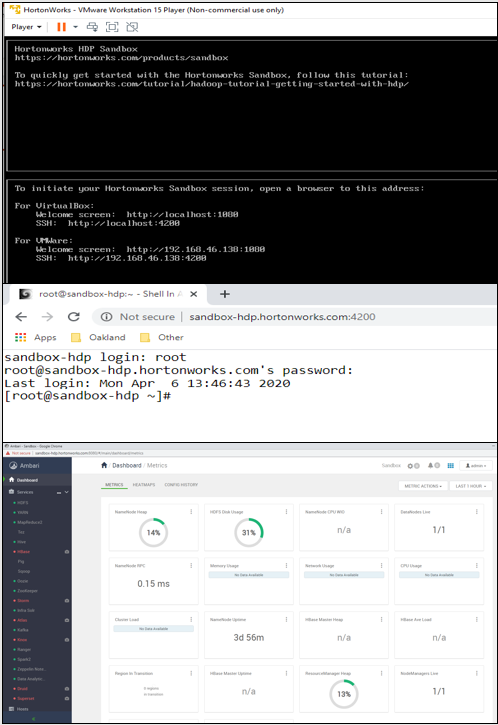 HortonWorks - VMware Workstation 15 Player (Non-commercial use only)
Player
Hortonworks HDP Sandbox
https://hortonworks.com/products/sandbox
To quickly get started with the Hortonworks Sandbox, follow this tutorial:
https://hortonworks.com/tutorial/hadoop-tutorial-getting-started-with-hdp/
To initiate your Hortonworks Sandbox session, open a browser to this address:
For VirtualBox:
Welcome screen: http://localhost:1080
SSH: http://localhost:4200
For VMWare:
Welcome screen: http://192.168.46.138:1080
SSH: http://192.168.46.138:4200
root@sandbox-hdp:~ - Shell In A
Not secure | sandbox-hdp.hortonworks.com:4200
Apps Oakland Other
sandbox-hdp login: root
root@sandbox-hdp.hortonworks.com's password:
Last login: Mon Apr  6 13:46:43 2020
[root@sandbox-hdp ~]#
Ambari - Sandbox - Google Chrome
Not secure
Ambari
/ Dashboard / Metrics
Sandbox
admin
Dashboard
METRICS HEATMAPS CONFIG HISTORY
METRIC ACTIONS LAST 1 HOUR
Services
HDFS
YARN
MapReduce2
Tez
Hive
HBase
Pig
Sqoop
Oozie
ZooKeeper
Storm
Infra Solr
Atlas
Kafka
Knox
Ranger
Spark2
Zeppelin Note...
Data Analytic...
Druid
Superset
Hosts
NameNode Heap
14%
HDFS Disk Usage
31%
NameNode CPU WIO
n/a
DataNodes Live
1/1
NameNode RPC
0.15 ms
Memory Usage
No Data Available
Network Usage
No Data Available
CPU Usage
No Data Available
Cluster Load
No Data Available
NameNode Uptime
3d 56m
HBase Master Heap
n/a
HBase Ave Load
n/a
Region In Transition
0 regions
in transition
HBase Master Uptime
n/a
ResourceManager Heap
13%
NodeManagers Live
1/1